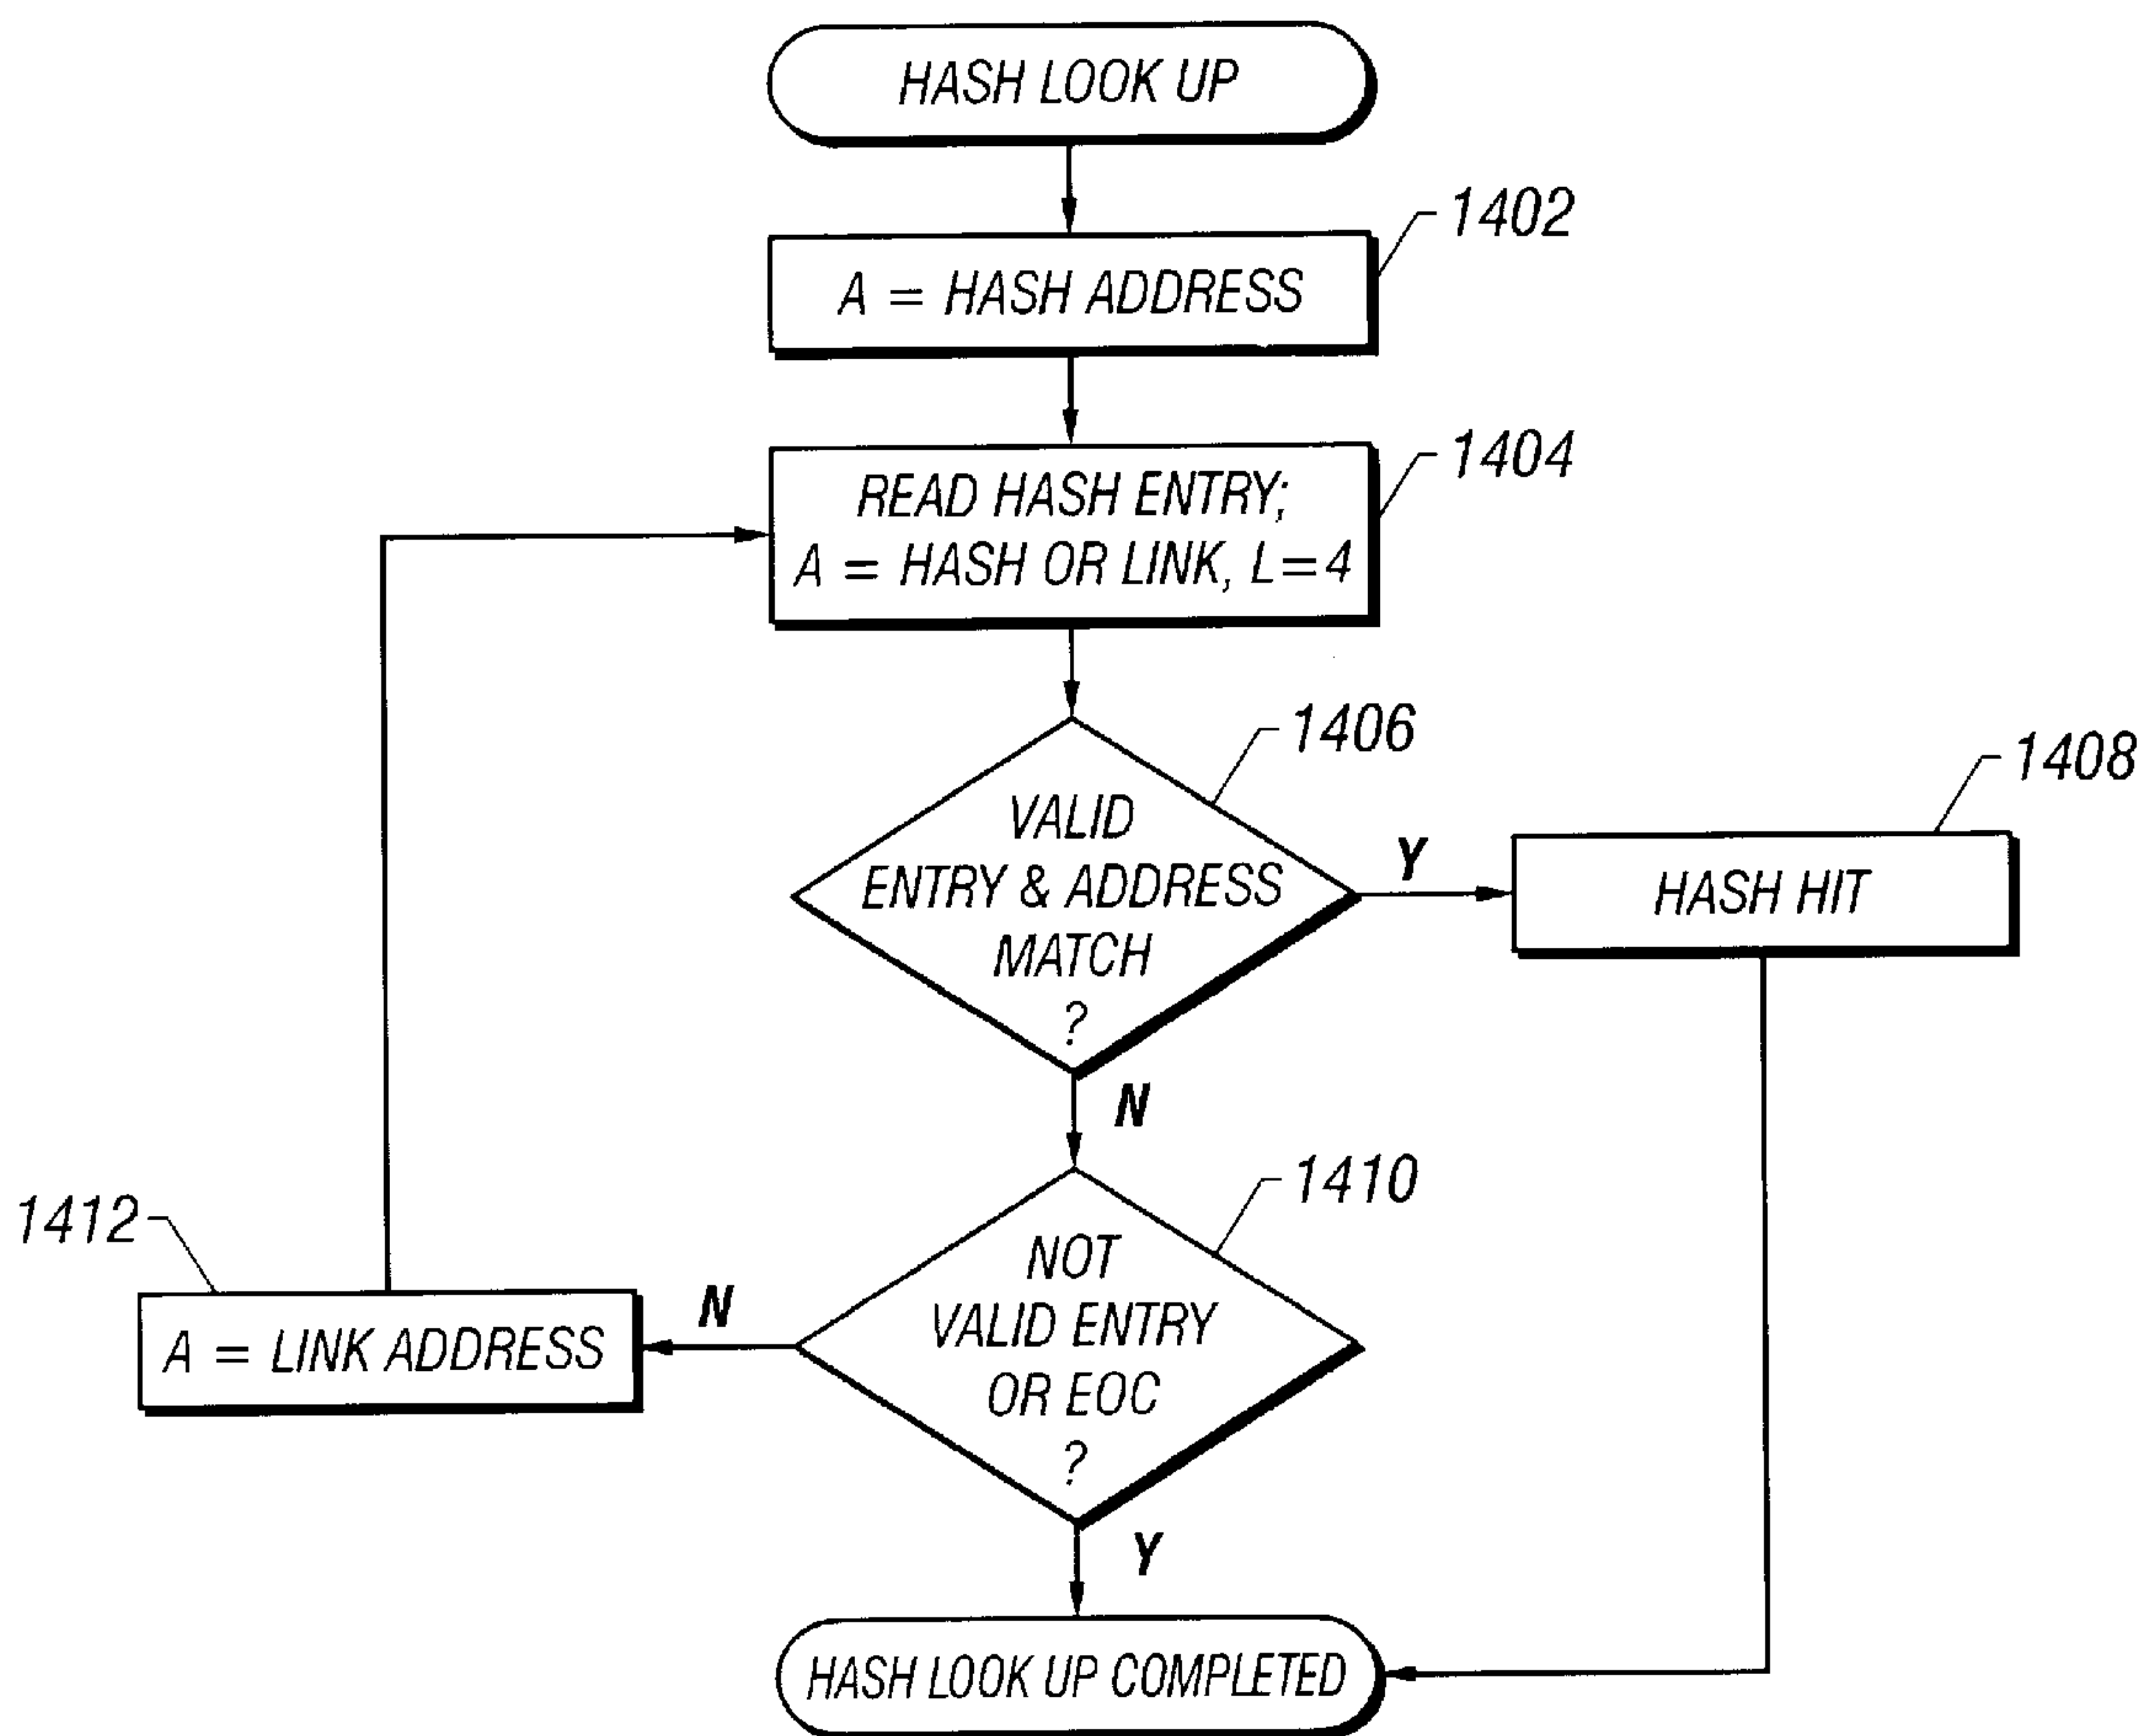 HASH LOOK UP
1402
A = HASH ADDRESS
1404
READ HASH ENTRY;
A = HASH OR LINK, L=4
1406
VALID
ENTRY & ADDRESS
MATCH
?
Y
1408
HASH HIT
N
1410
NOT
VALID ENTRY
OR EOC
?
N
1412
A = LINK ADDRESS
Y
HASH LOOK UP COMPLETED